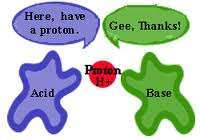 Here, have
a proton.
Gee, Thanks!
Proton
H+
Acid
Base